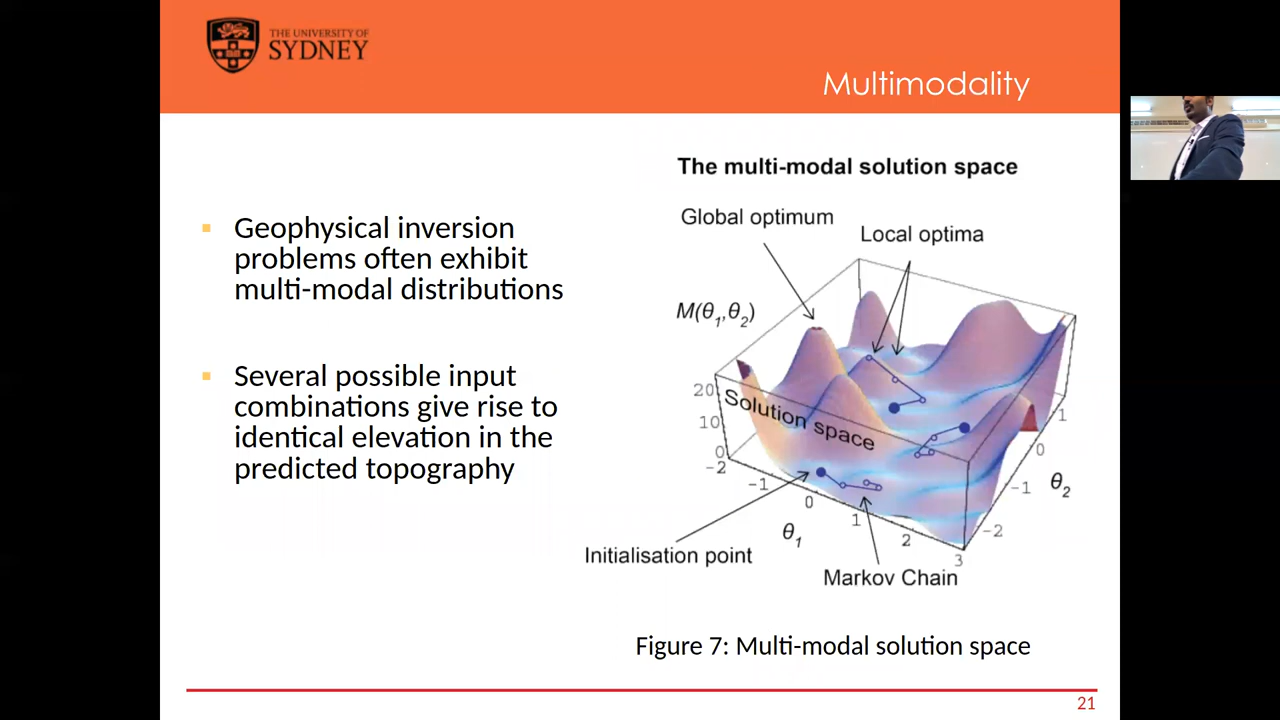 THE UNIVERSITY OF
SYDNEY
Multimodality
Geophysical inversion
problems often exhibit
multi-modal distributions
Several possible input
combinations give rise to
identical elevation in the
predicted topography
The multi-modal solution space
Global optimum
Local optima
M(θ₁,θ₂)
20
10
0
Solution space
-2
-1
0
1
2
3
θ₁
1
0
-1
-2
θ₂
Initialisation point
Markov Chain
Figure 7: Multi-modal solution space
21